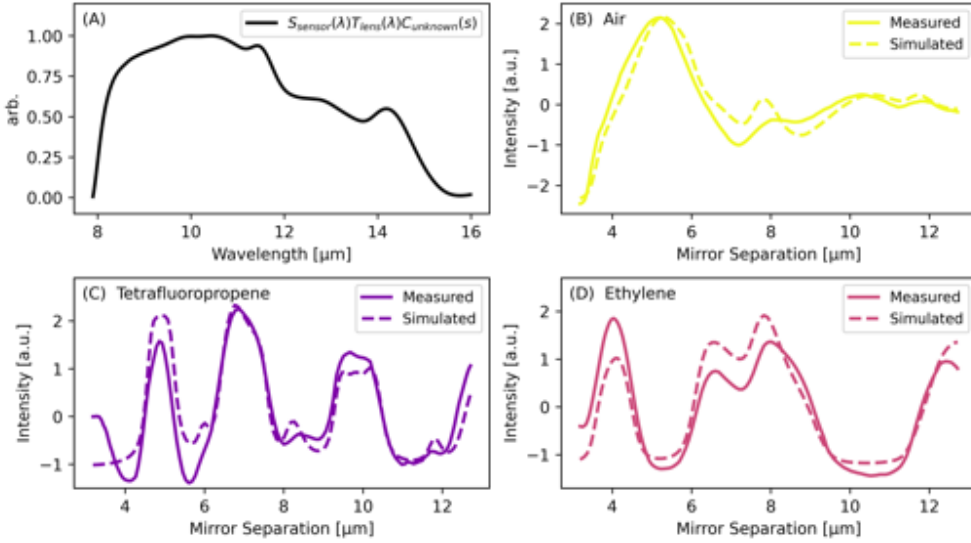 (A)
S_sensor(λ)T_lens(λ)C_unknown(s)
arb.
1.00
0.75
0.50
0.25
0.00
8
10
12
14
16
Wavelength [μm]
(B) Air
Measured
Simulated
Intensity [a.u.]
2
1
0
−1
−2
4
6
8
10
12
Mirror Separation [μm]
(C) Tetrafluoropropene
Measured
Simulated
Intensity [a.u.]
2
1
0
−1
4
6
8
10
12
Mirror Separation [μm]
(D) Ethylene
Measured
Simulated
Intensity [a.u.]
2
1
0
−1
4
6
8
10
12
Mirror Separation [μm]